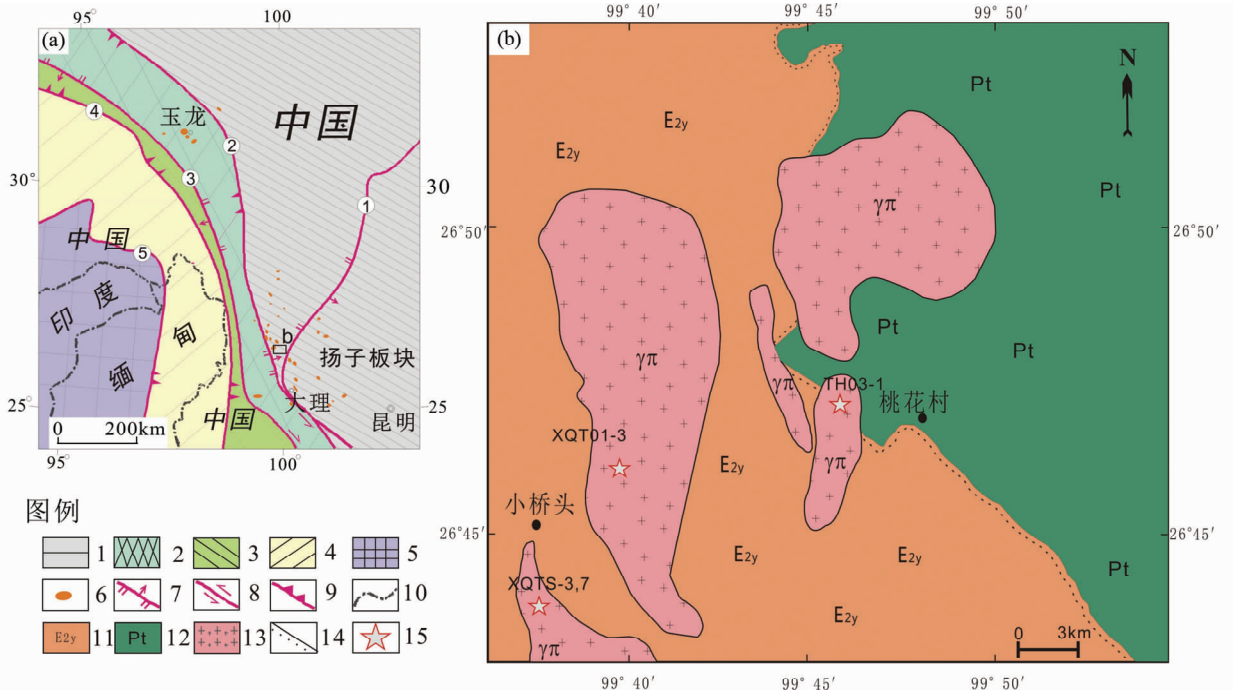 (a)
95°
100°
中国
玉龙
4
2
3
1
30°
30
中国
5
印度
缅甸
b
扬子板块
大理
中国
昆明
25°
25
0 200km
95°
100°
图例
1 2 3 4 5
6 7 8 9 10
E2y 11 Pt 12 13 14 15
(b)
99° 40′ 99° 45′ 99° 50′
N
Pt
E2y
E2y
Pt
γπ
26°50′
26°50′
Pt
Pt
γπ
γπ
TH03-1
桃花村
XQT01-3
γπ
E2y
小桥头
26°45′
26°45′
E2y
E2y
Pt
XQTS-3,7
E2y
γπ
0 3km
99° 40′ 99° 45′ 99° 50′